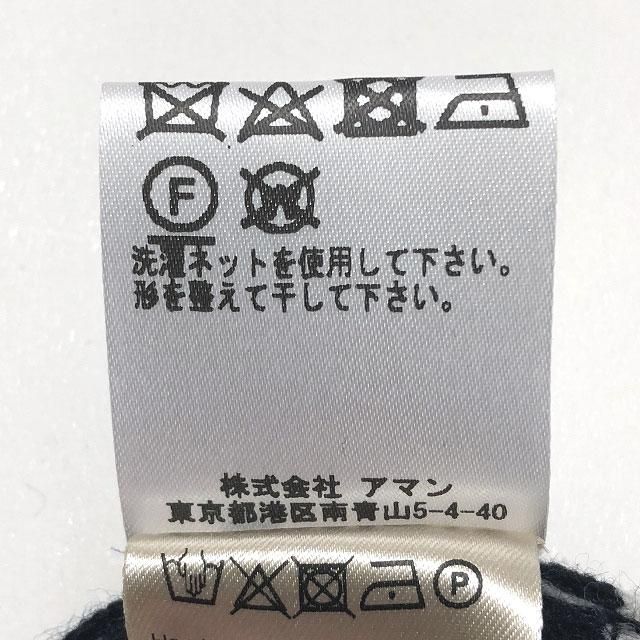 F W
洗濯ネットを使用して下さい。
形を整えて干して下さい。
株式会社 アマン
東京都港区南青山5-4-40
P